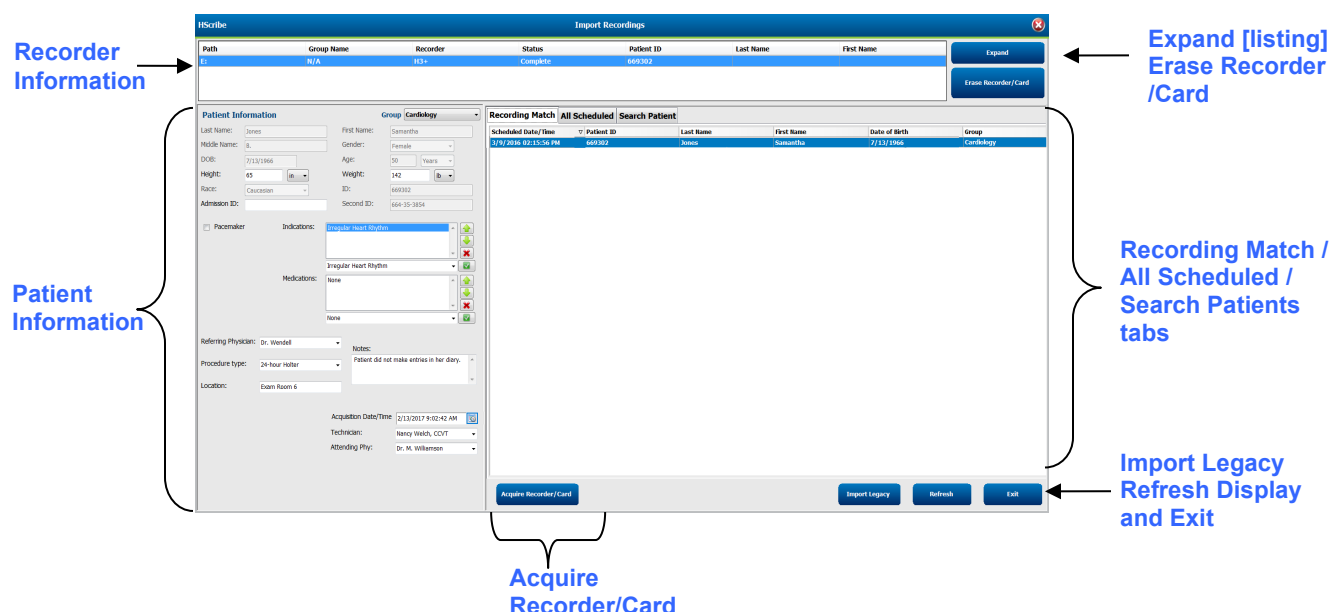 HScribe Import Recordings
Path Group Name Recorder Status Patient ID Last Name First Name
E: N/A H3+ Complete 669302
Expand
Erase Recorder/Card
Recorder
Information
Expand [listing]
Erase Recorder
/Card
Patient Information Group Cardiology
Last Name: Jones First Name: Samantha
Middle Name: B. Gender: Female
DOB: 7/13/1966 Age: 50 Years
Height: 65 in Weight: 142 lb
Race: Caucasian ID: 669302
Admission ID: Second ID: 664-35-3854
Pacemaker Indications: Irregular Heart Rhythm
Irregular Heart Rhythm
Medications: None
None
Referring Physician: Dr. Wendell Notes:
Patient did not make entries in her diary.
Procedure type: 24-hour Holter
Location: Exam Room 6
Acquisition Date/Time 2/13/2017 9:02:42 AM
Technician: Nancy Welch, CCVT
Attending Phy: Dr. M. Williamson
Patient
Information
Recording Match All Scheduled Search Patient
Scheduled Date/Time Patient ID Last Name First Name Date of Birth Group
3/9/2016 02:15:56 PM 669302 Jones Samantha 7/13/1966 Cardiology
Recording Match /
All Scheduled /
Search Patients
tabs
Acquire Recorder/Card Import Legacy Refresh Exit
Import Legacy
Refresh Display
and Exit
Acquire
Recorder/Card